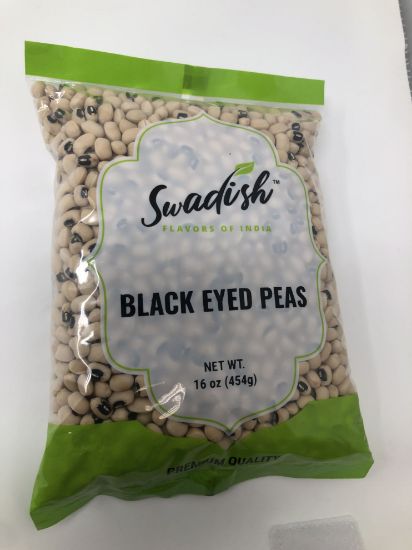 Swadish™
FLAVORS OF INDIA
BLACK EYED PEAS
NET WT.
16 oz (454g)
PREMIUM QUALITY